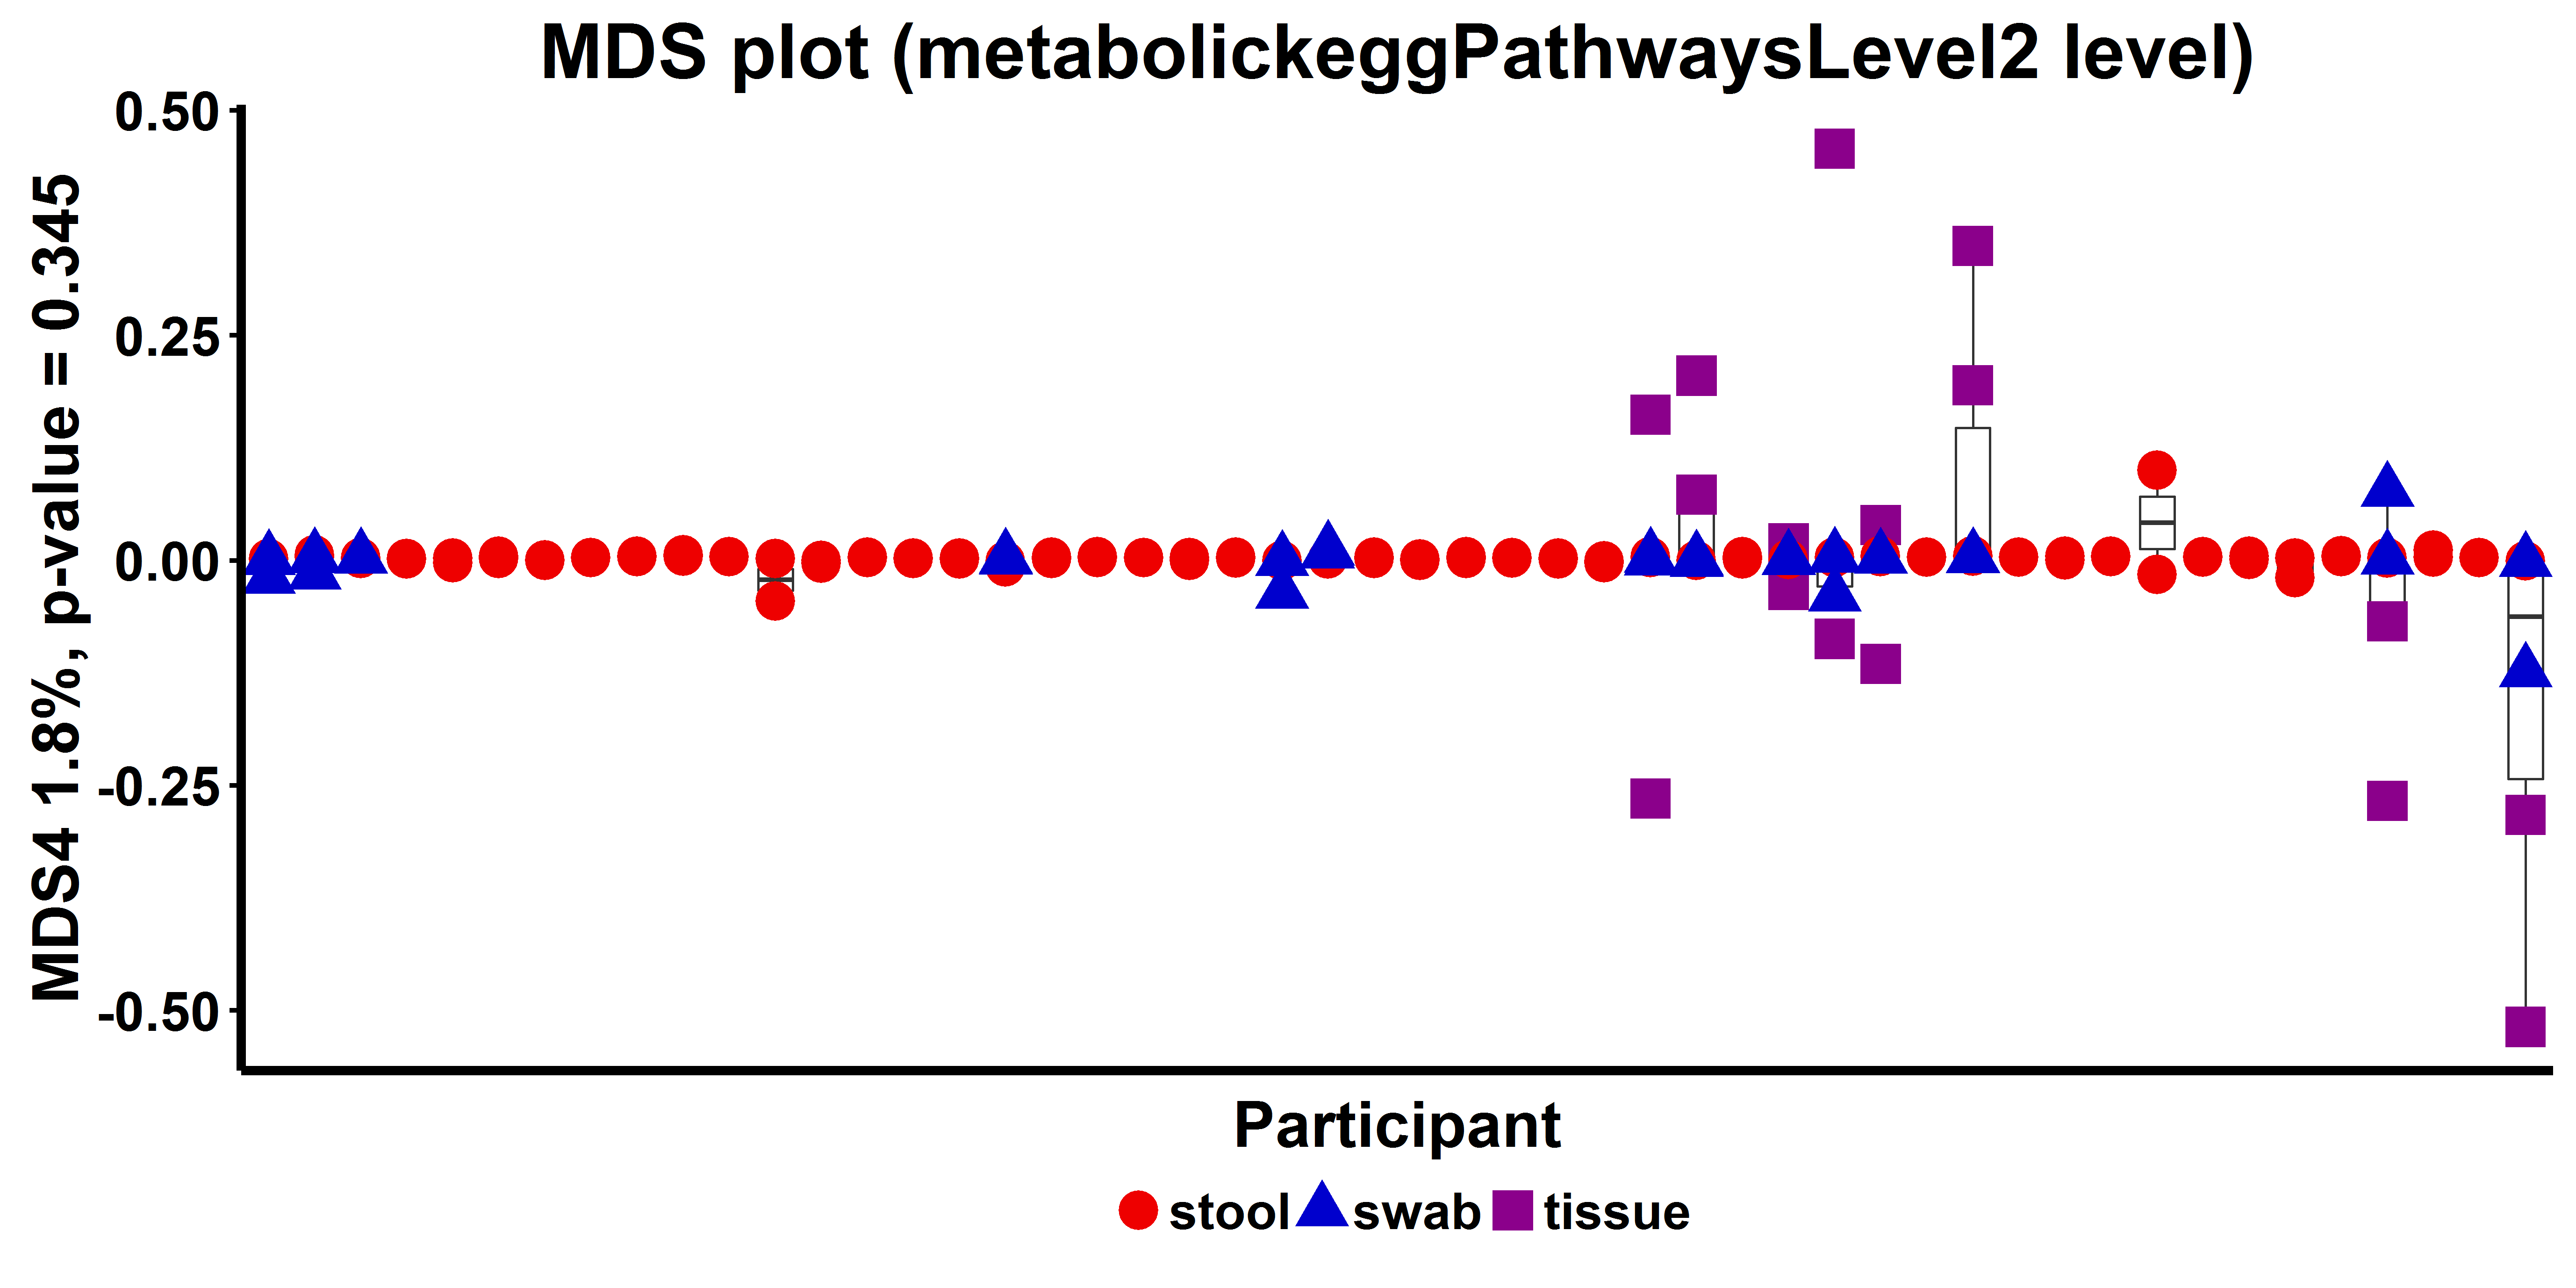 MDS plot (metabolickeggPathwaysLevel2 level)
MDS4 1.8%, p-value = 0.345
0.50
0.25
0.00
-0.25
-0.50
Participant
stool swab tissue